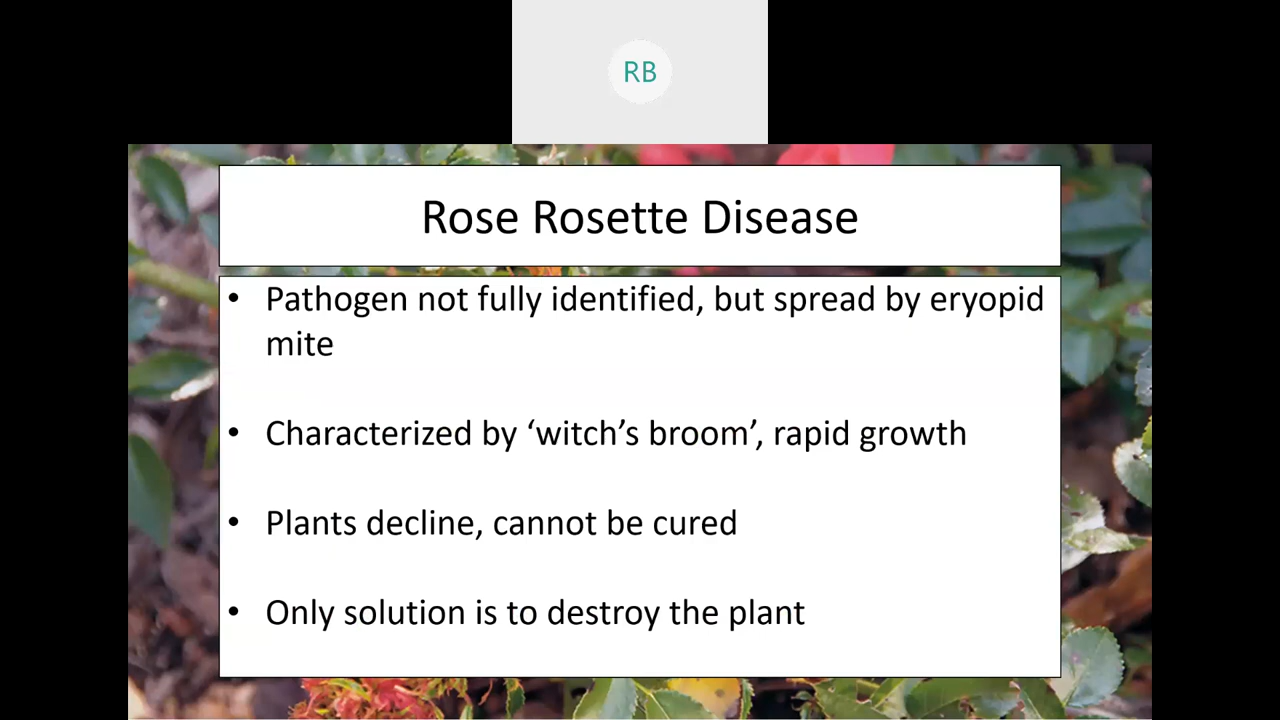 RB
Rose Rosette Disease
• Pathogen not fully identified, but spread by eryopid
mite
• Characterized by ‘witch’s broom’, rapid growth
• Plants decline, cannot be cured
• Only solution is to destroy the plant